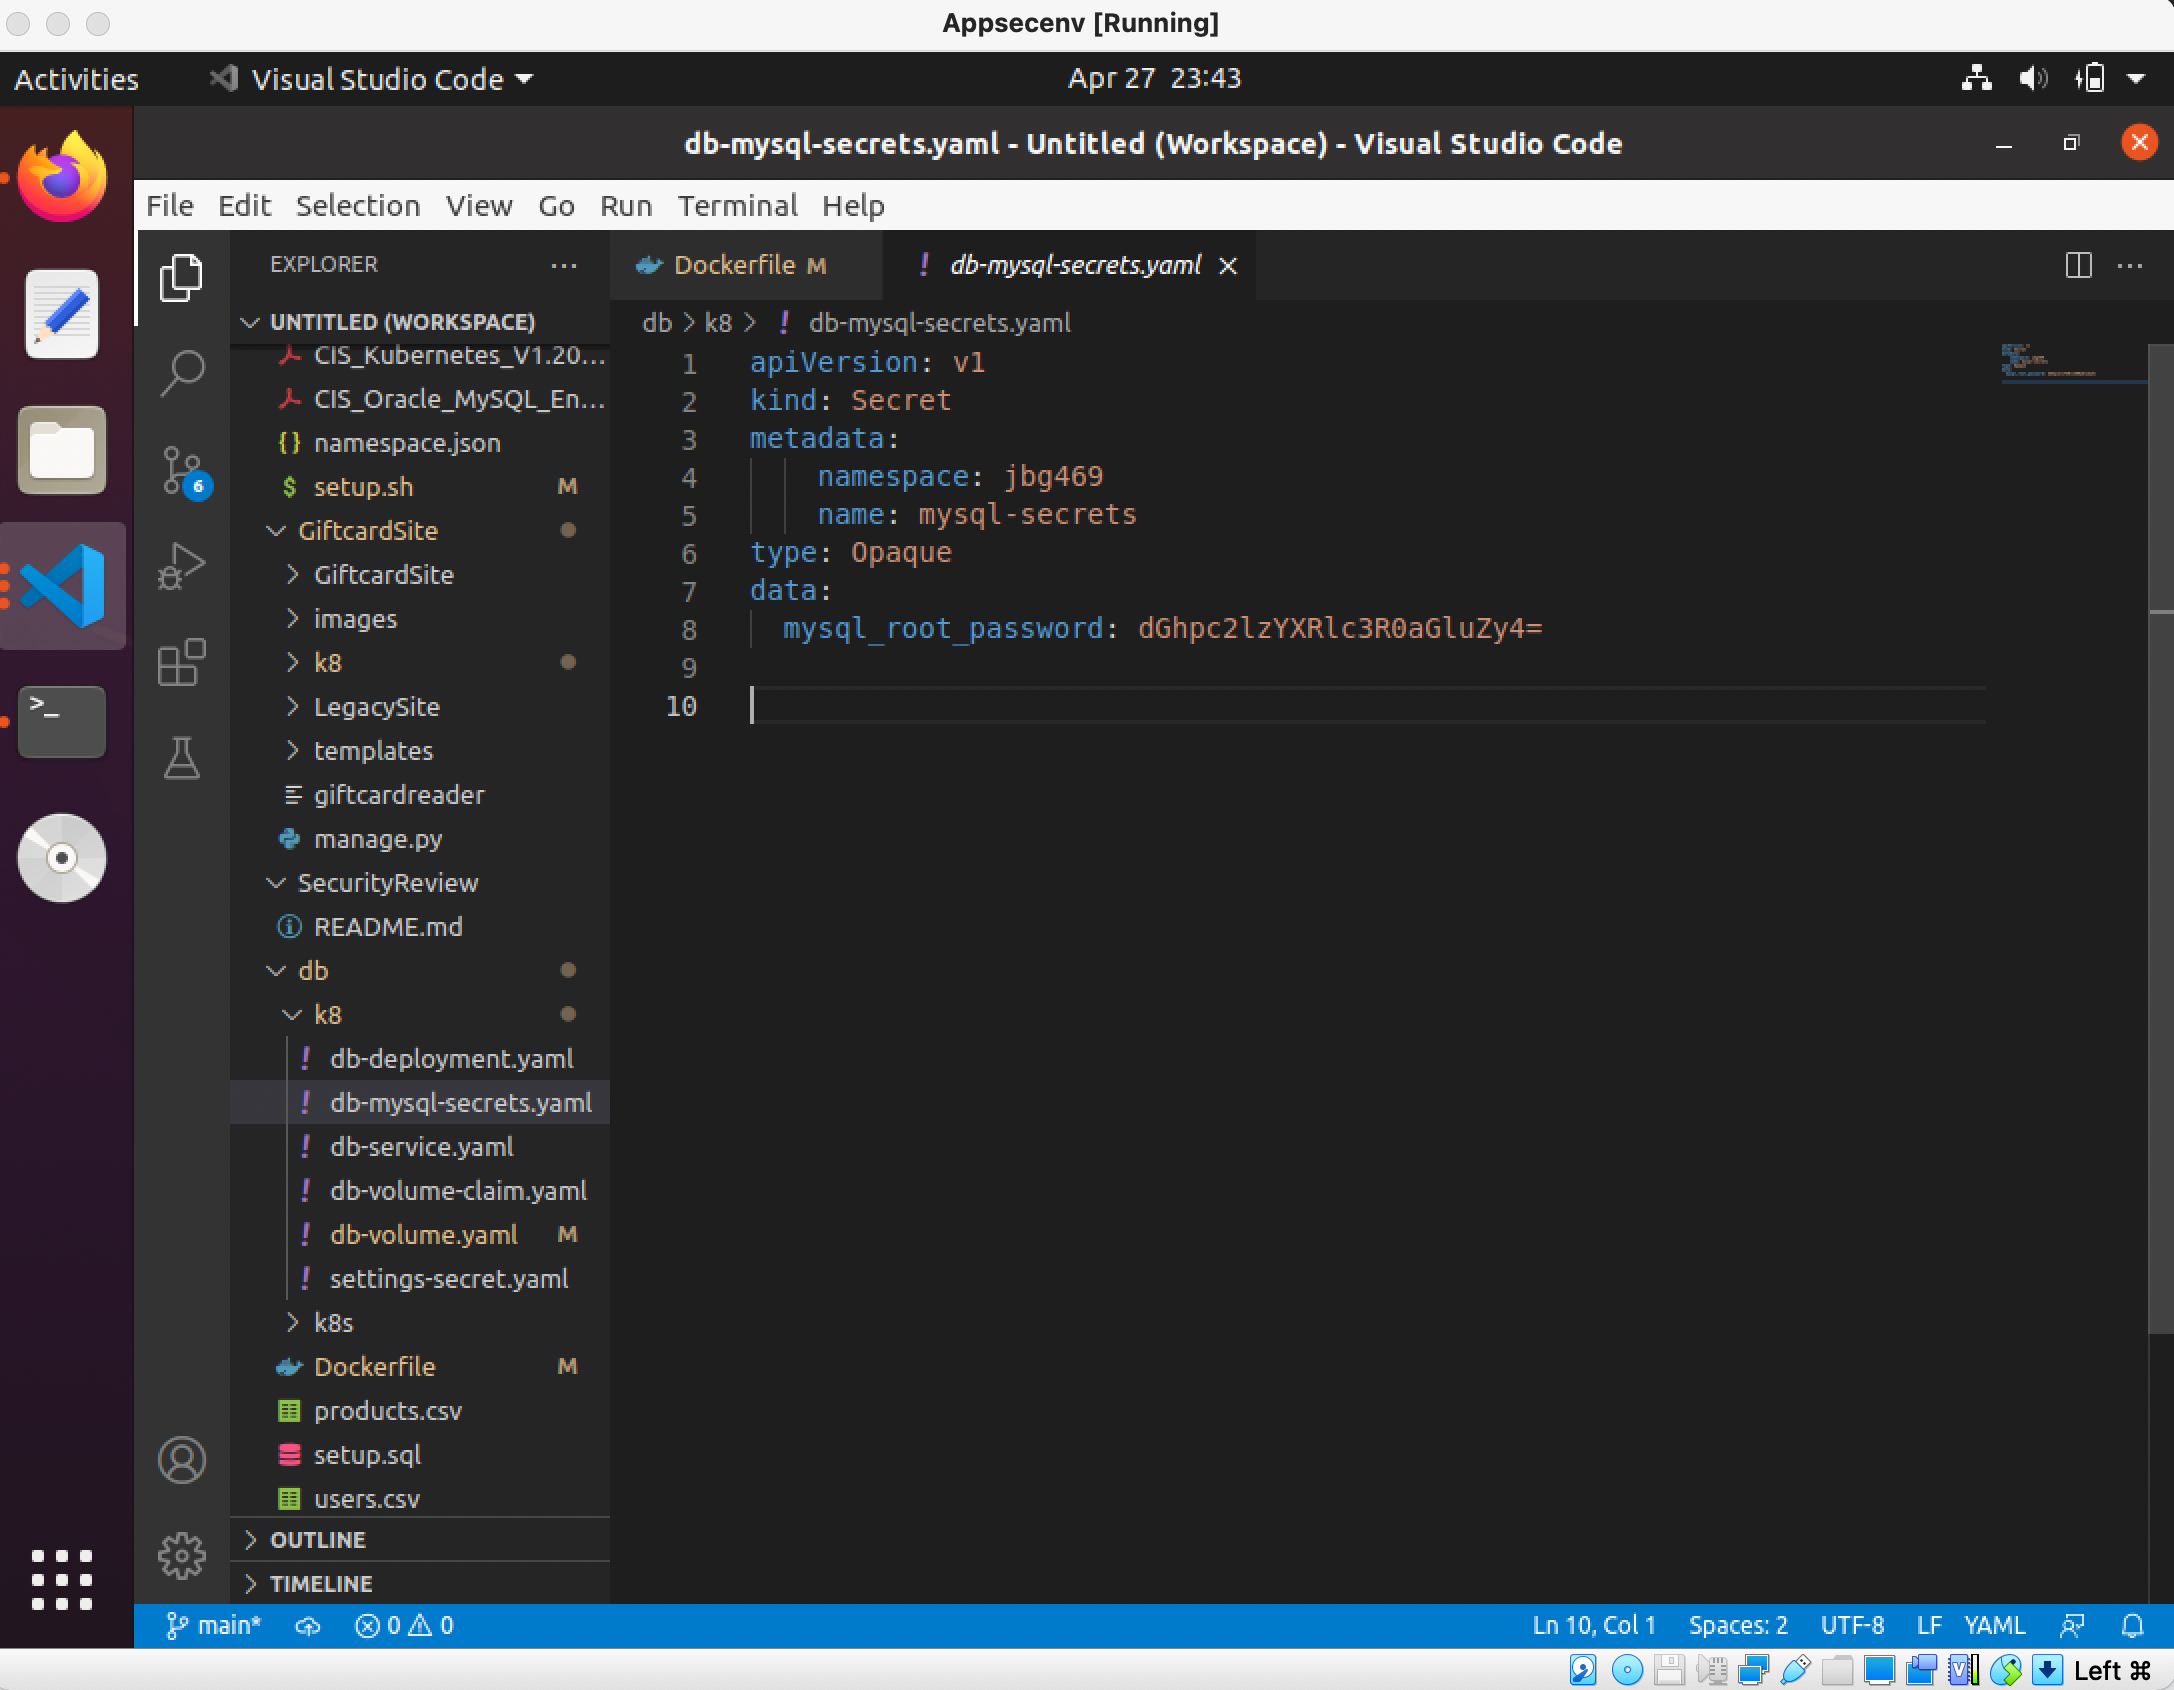 Appsecenv [Running]
Activities
Visual Studio Code
Apr 27 23:43
db-mysql-secrets.yaml - Untitled (Workspace) - Visual Studio Code
File Edit Selection View Go Run Terminal Help
EXPLORER
UNTITLED (WORKSPACE)
CIS_Kubernetes_V1.20...
CIS_Oracle_MySQL_En...
{} namespace.json
$ setup.sh M
GiftcardSite
GiftcardSite
images
k8
LegacySite
templates
giftcardreader
manage.py
SecurityReview
README.md
db
k8
! db-deployment.yaml
! db-mysql-secrets.yaml
! db-service.yaml
! db-volume-claim.yaml
! db-volume.yaml M
! settings-secret.yaml
k8s
Dockerfile M
products.csv
setup.sql
users.csv
OUTLINE
TIMELINE
6
Dockerfile M
! db-mysql-secrets.yaml
db > k8 > ! db-mysql-secrets.yaml
1 apiVersion: v1
2 kind: Secret
3 metadata:
4 namespace: jbg469
5 name: mysql-secrets
6 type: Opaque
7 data:
8 mysql_root_password: dGhpc2lzYXRlc3R0aGluZy4=
9
10
main* 0 0
Ln 10, Col 1 Spaces: 2 UTF-8 LF YAML
Left ⌘